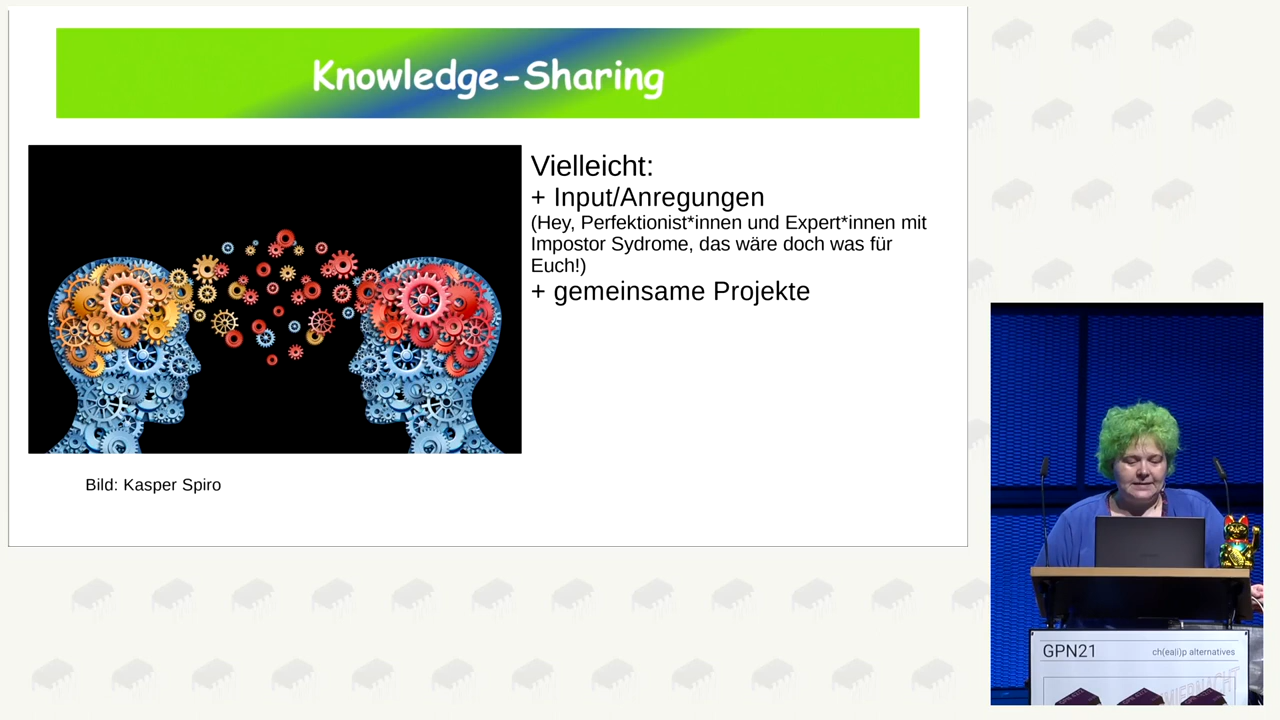 Knowledge-Sharing
Vielleicht:
+ Input/Anregungen
(Hey, Perfektionist*innen und Expert*innen mit
Impostor Sydrome, das wäre doch was für
Euch!)
+ gemeinsame Projekte
Bild: Kasper Spiro
GPN21
ch(ea|i)p alternatives